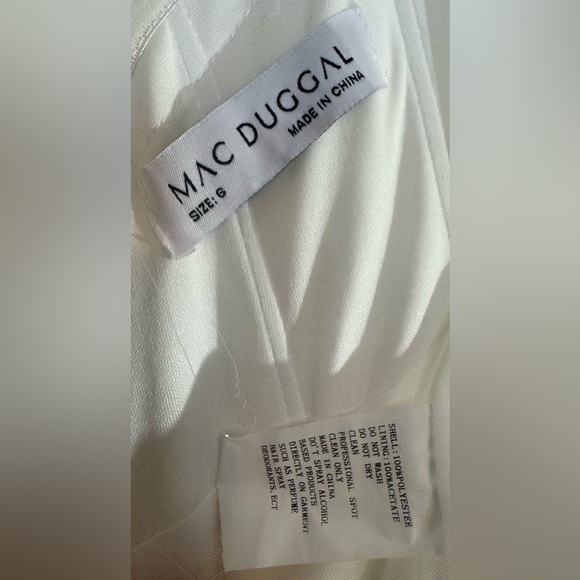 MAC DUGGAL
SIZE: 6
MADE IN CHINA
SHELL:100%POLYESTER
LINING:100%ACETATE
DO NOT WASH
DO NOT DRY
CLEAN
PROFESSIONAL SPOT
CLEAN ONLY
MADE IN CHINA
DO'T SPRAY ALCOHOL
BASED PRODUCTS
DIRECTLY ON GARMENT
SUCH AS PERFUME
HAIR SPRAY
DEODORANTS, ECT